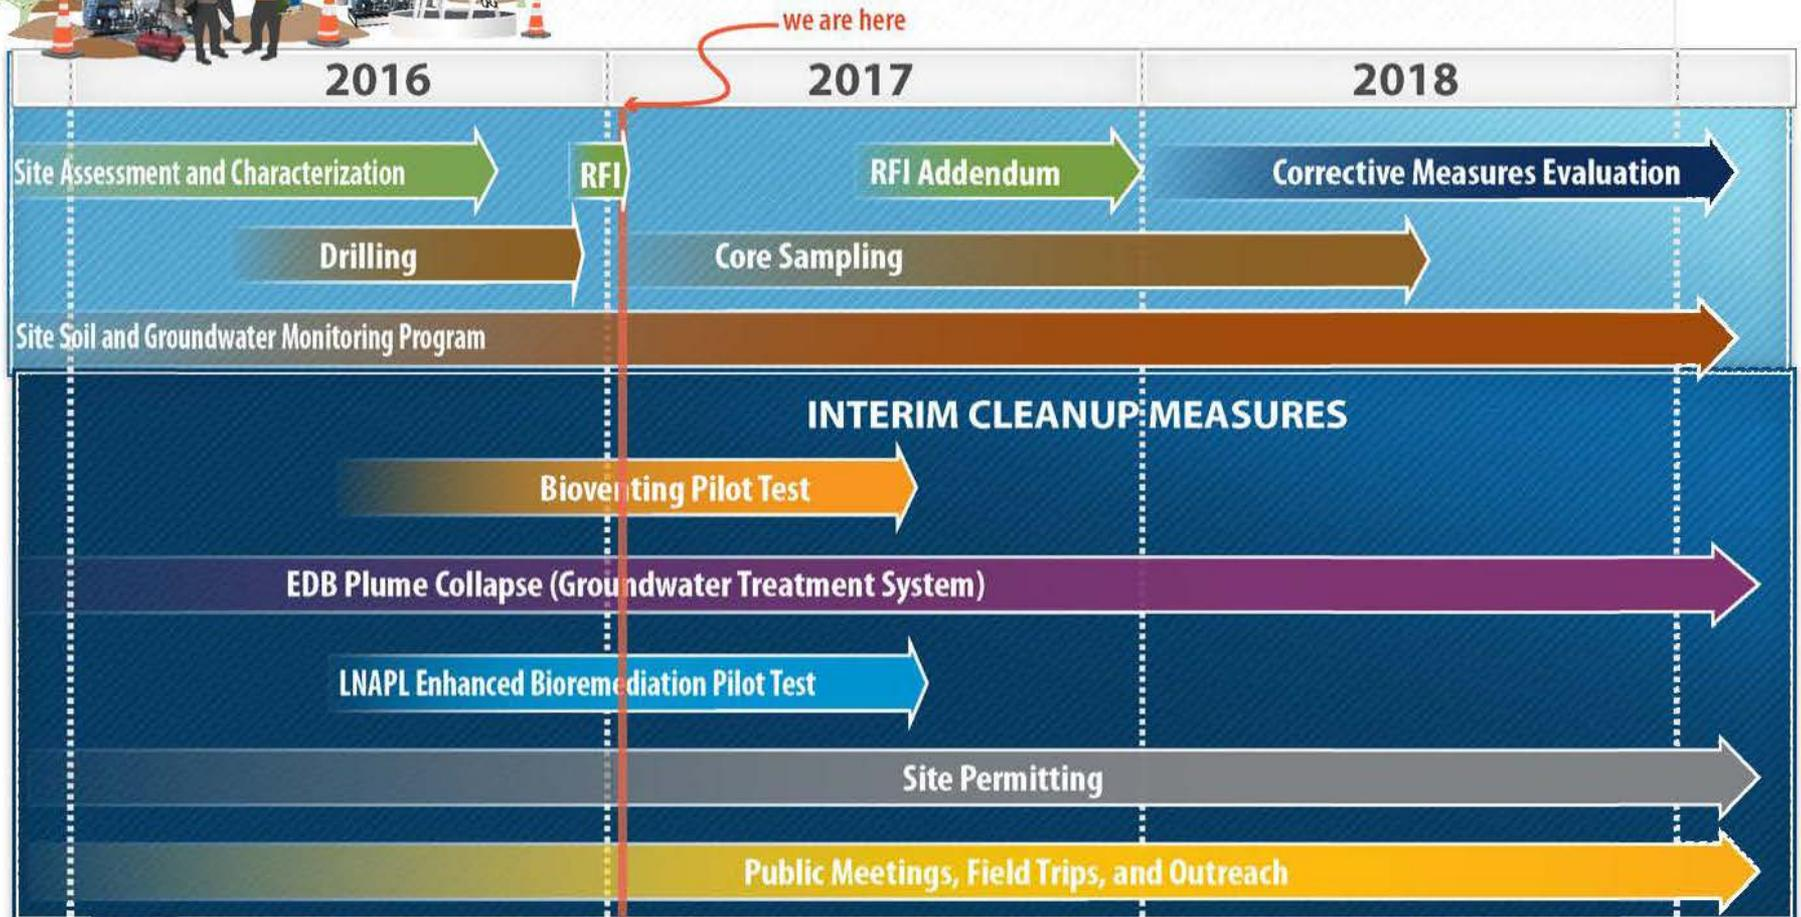 we are here
2016
2017
2018
Site Assessment and Characterization
RFI
RFI Addendum
Corrective Measures Evaluation
Drilling
Core Sampling
Site Soil and Groundwater Monitoring Program
INTERIM CLEANUP MEASURES
Bioventing Pilot Test
EDB Plume Collapse (Groundwater Treatment System)
LNAPL Enhanced Bioremediation Pilot Test
Site Permitting
Public Meetings, Field Trips, and Outreach